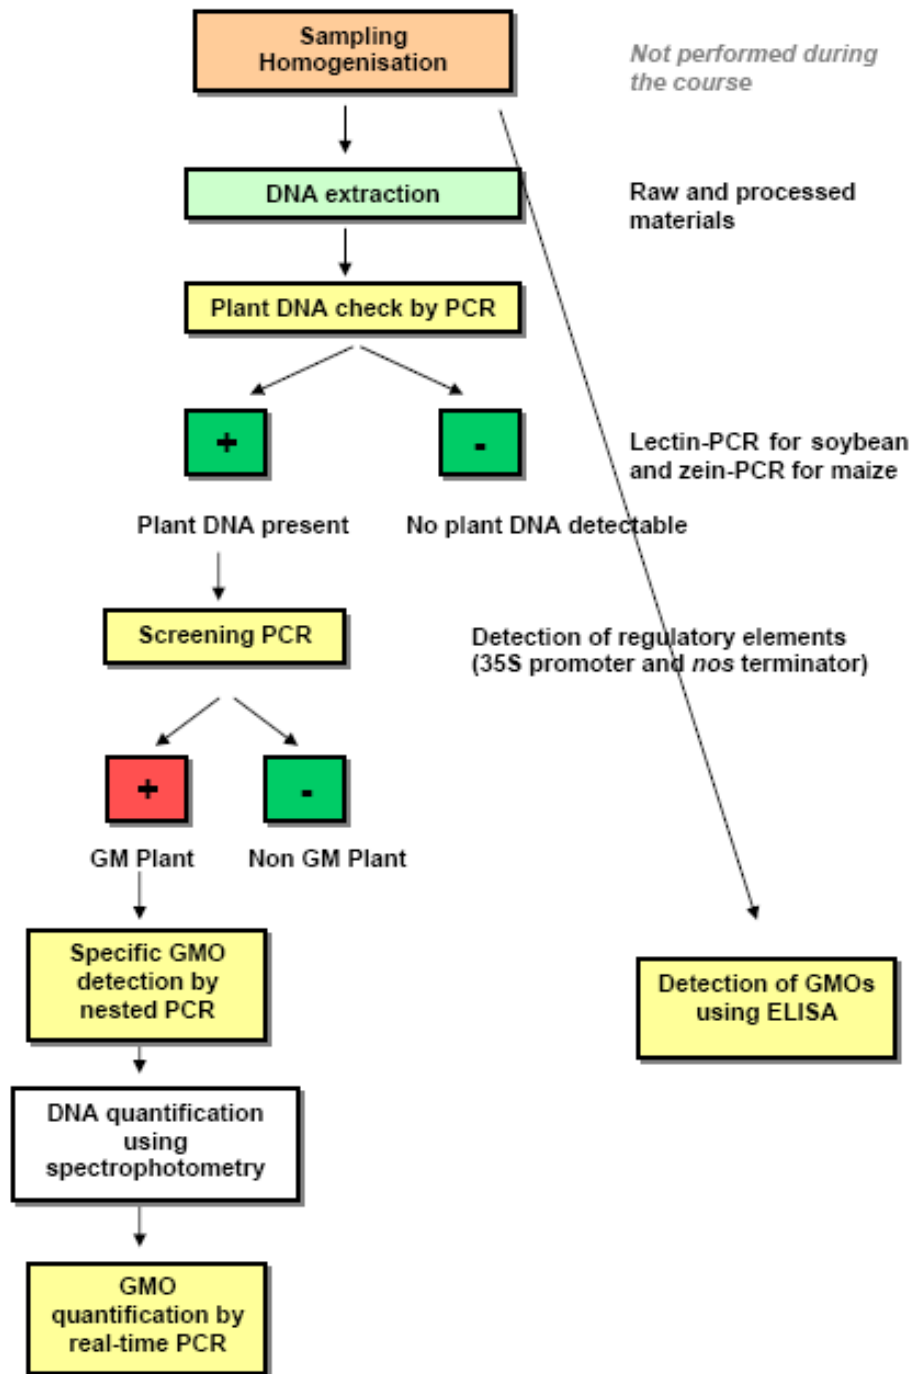 Sampling
Homogenisation
Not performed during
the course
DNA extraction
Raw and processed
materials
Plant DNA check by PCR
+
-
Lectin-PCR for soybean
and zein-PCR for maize
Plant DNA present
No plant DNA detectable
Screening PCR
Detection of regulatory elements
(35S promoter and nos terminator)
+
-
GM Plant
Non GM Plant
Specific GMO
detection by
nested PCR
Detection of GMOs
using ELISA
DNA quantification
using
spectrophotometry
GMO
quantification by
real-time PCR